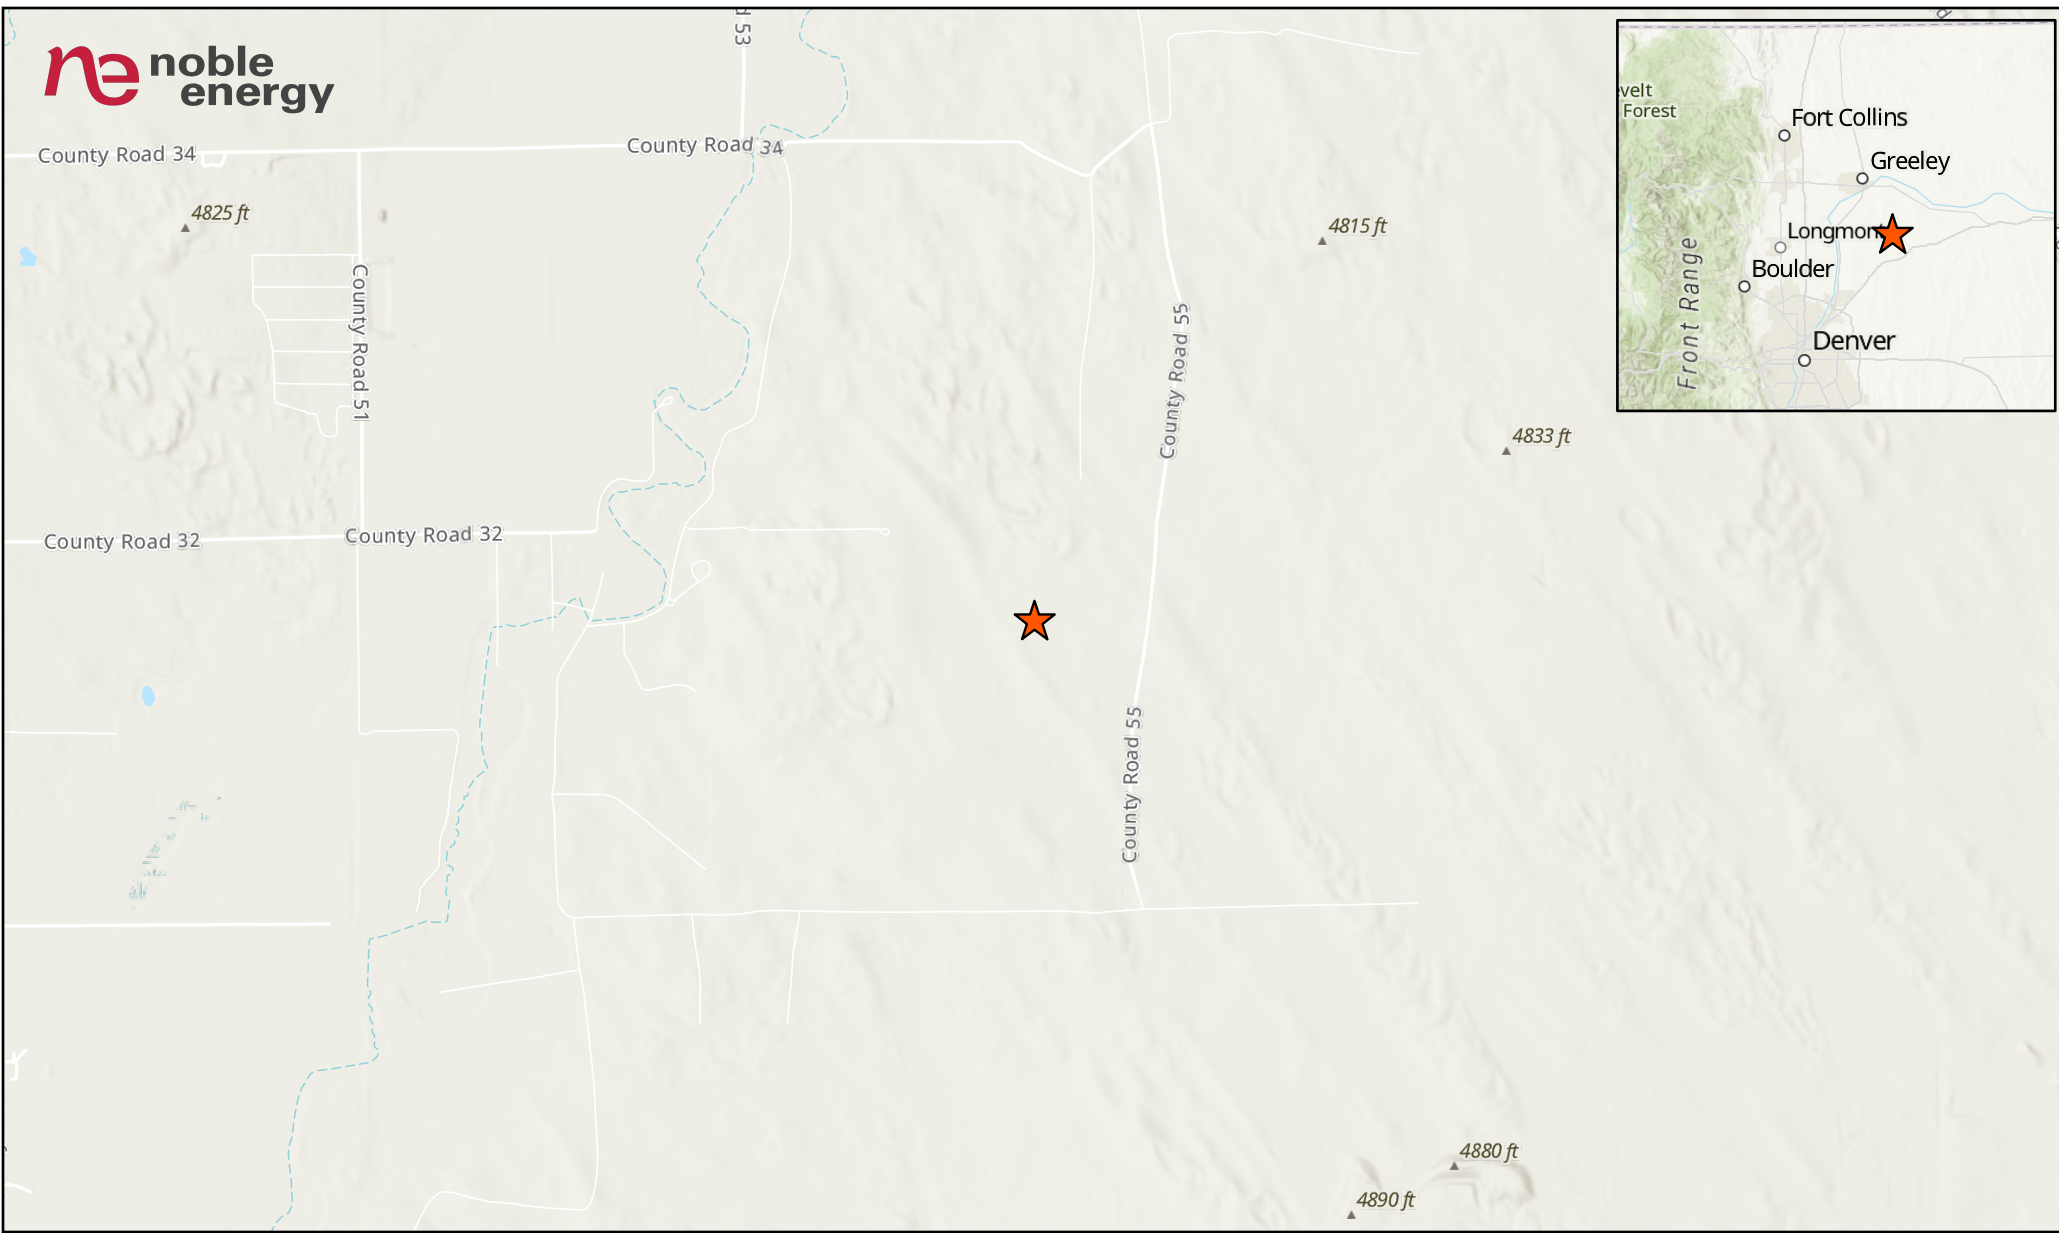 noble
energy
d 53
County Road 34
County Road 34
4825 ft
4815 ft
County Road 51
County Road 55
4833 ft
County Road 32
County Road 32
County Road 55
4880 ft
4890 ft
velt
Forest
Fort Collins
Greeley
Longmont
Boulder
Front Range
Denver